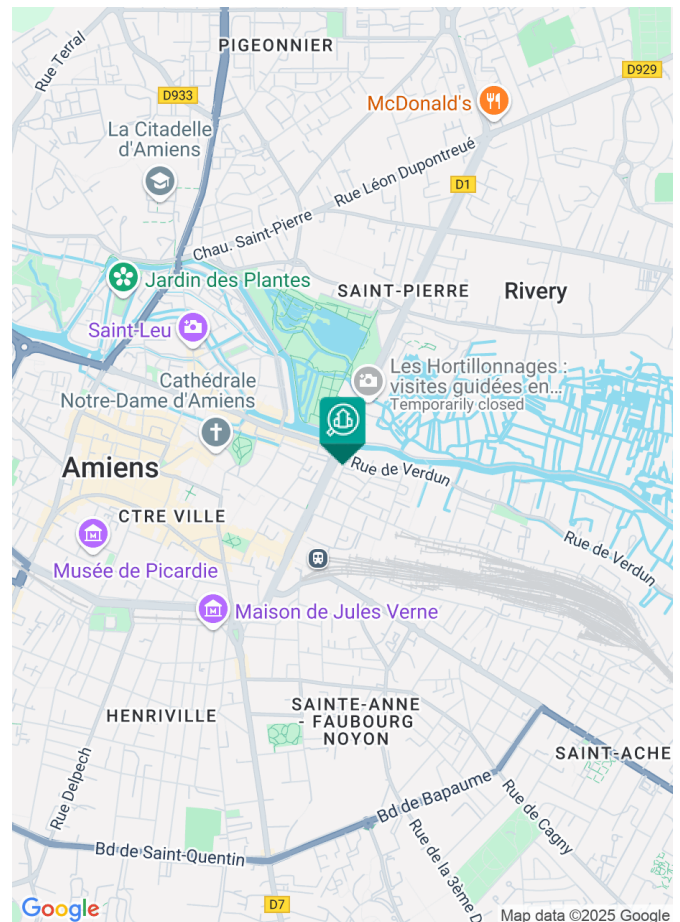 PIGEONNIER
Rue Terral
D929
D933
McDonald's
La Citadelle
d'Amiens
Rue Léon Dupontreué
D1
Chau. Saint-Pierre
Jardin des Plantes
SAINT-PIERRE
Rivery
Saint-Leu
Les Hortillonnages :
visites guidées en...
Temporarily closed
Cathédrale
Notre-Dame d'Amiens
Amiens
Rue de Verdun
CTRE VILLE
Rue de Verdun
Musée de Picardie
Maison de Jules Verne
HENRIVILLE
SAINTE-ANNE
- FAUBOURG
NOYON
SAINT-ACHE
Rue Delpech
Bd de Bapaume
Rue de Cagny
Bd de Saint-Quentin
Rue de la 3ème D
D7
Google
Map data ©2025 Google